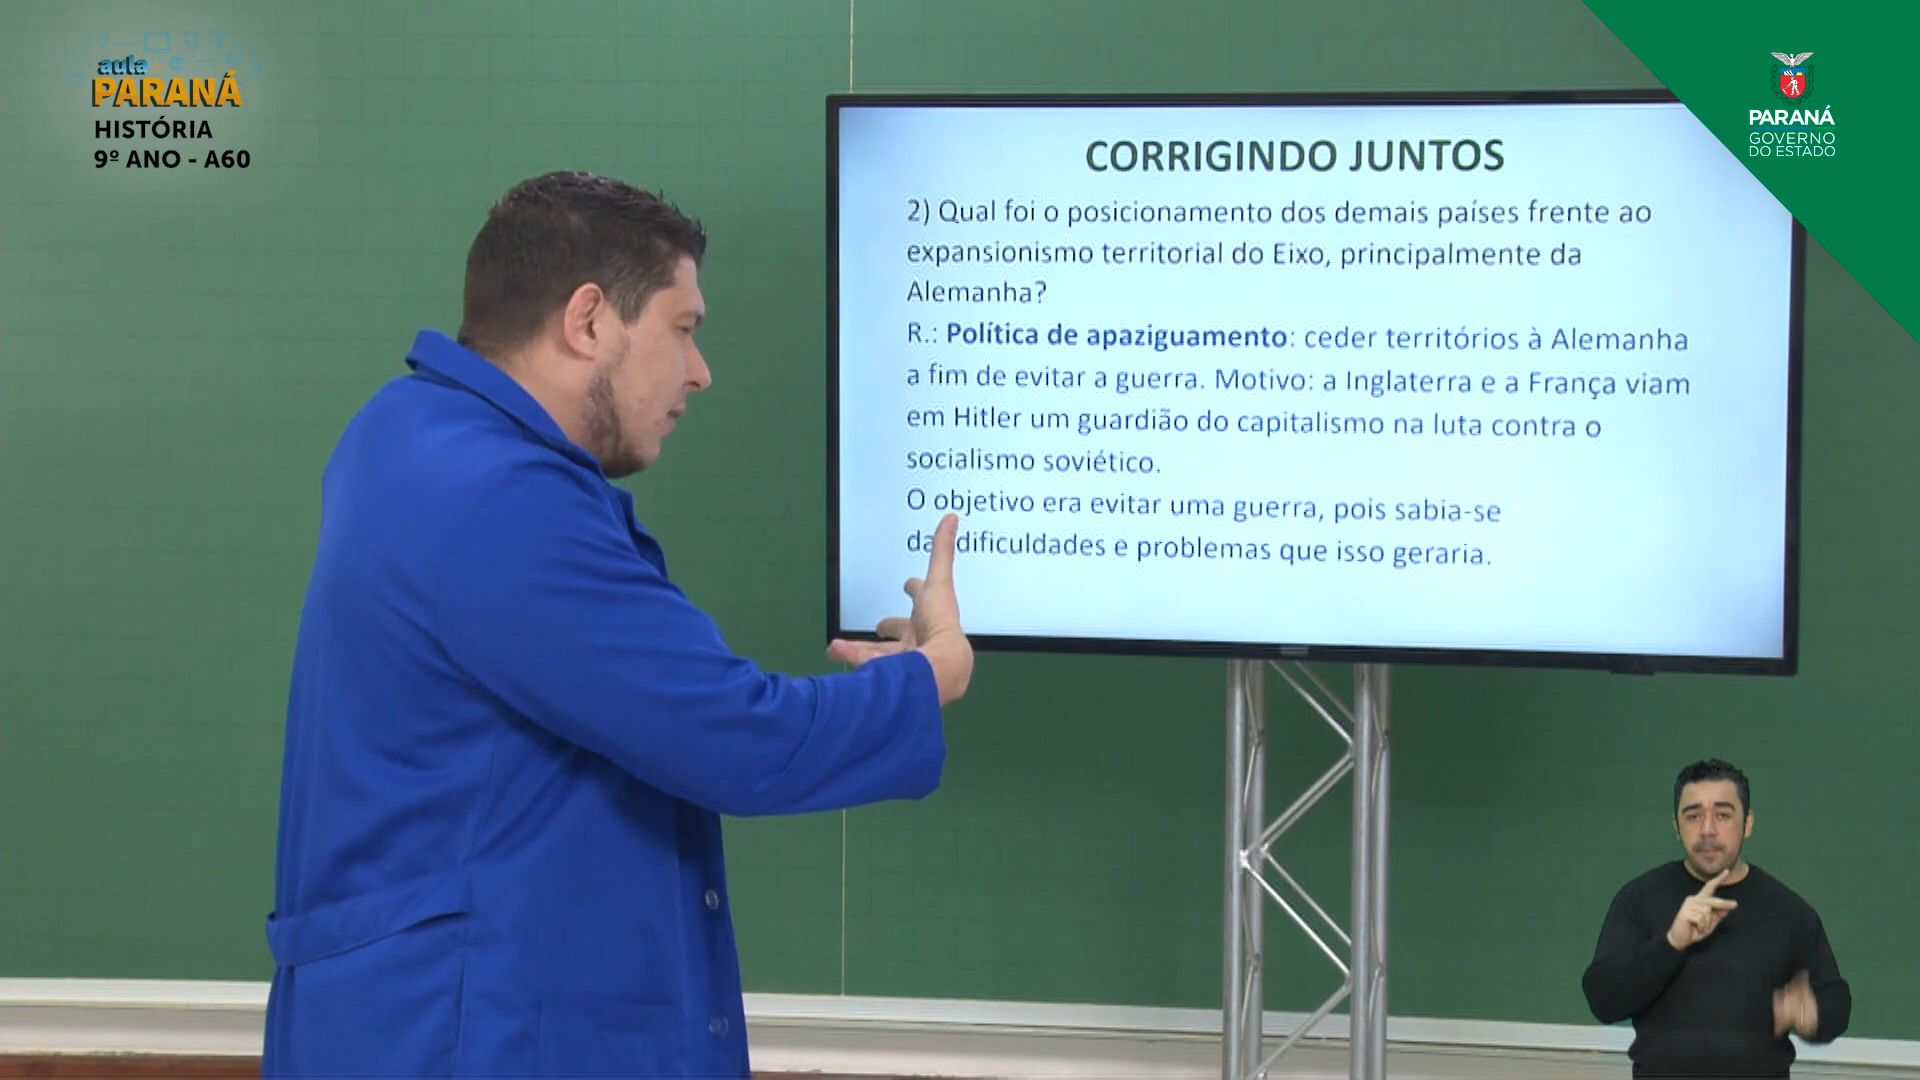 aula
PARANÁ
HISTÓRIA
9º ANO - A60
PARANÁ
GOVERNO
DO ESTADO
CORRIGINDO JUNTOS
2) Qual foi o posicionamento dos demais países frente ao
expansionismo territorial do Eixo, principalmente da
Alemanha?
R.: Política de apaziguamento: ceder territórios à Alemanha
a fim de evitar a guerra. Motivo: a Inglaterra e a França viam
em Hitler um guardião do capitalismo na luta contra o
socialismo soviético.
O objetivo era evitar uma guerra, pois sabia-se
dificuldades e problemas que isso geraria.